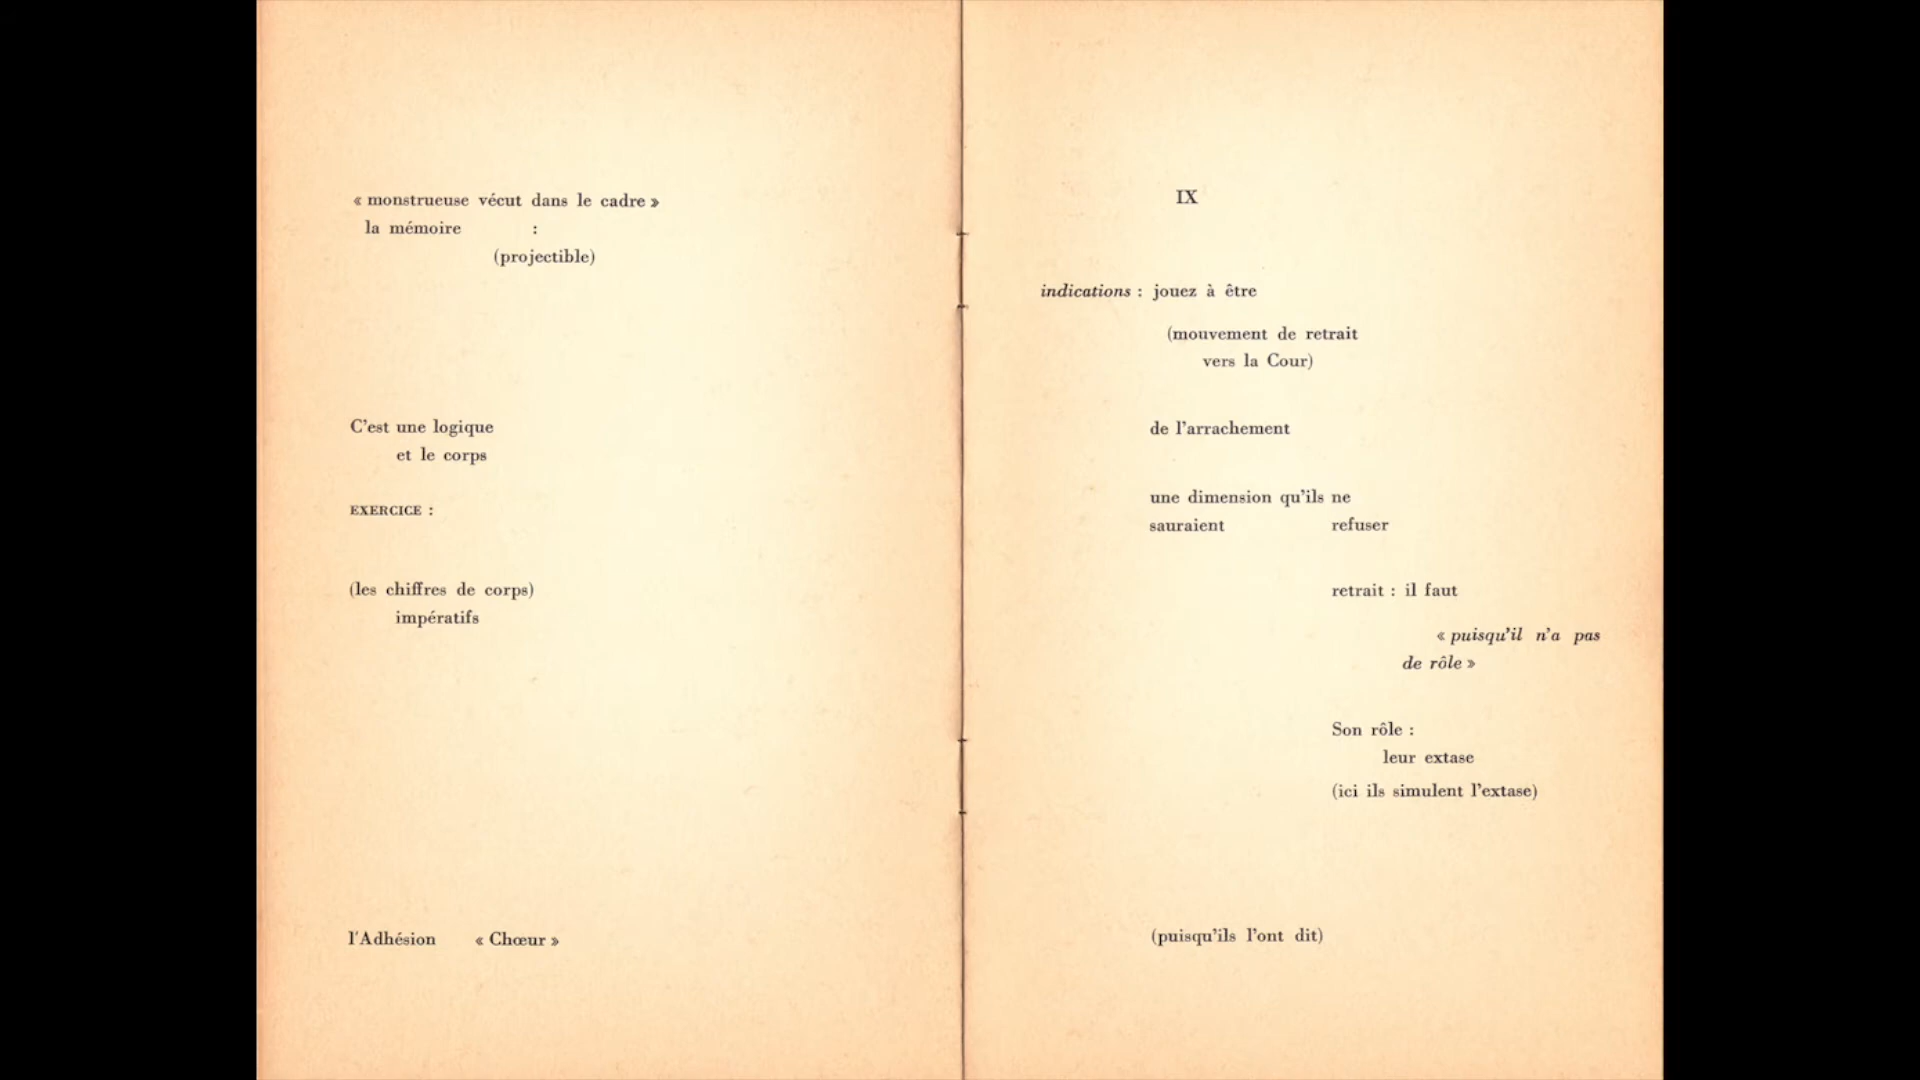 « monstrueuse vécut dans le cadre »
la mémoire :
(projectible)
C'est une logique
et le corps
EXERCICE :
(les chiffres de corps)
impératifs
l'Adhésion « Chœur »
IX
indications : jouez à être
(mouvement de retrait
vers la Cour)
de l'arrachement
une dimension qu'ils ne
sauraient refuser
retrait : il faut
« puisqu'il n'a pas
de rôle »
Son rôle :
leur extase
(ici ils simulent l'extase)
(puisqu'ils l'ont dit)